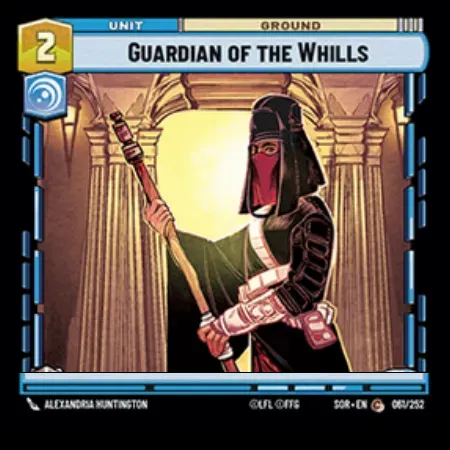 UNIT GROUND
2 GUARDIAN OF THE WHILLS
ALEXANDRIA HUNTINGTON ©LFL ©FFG SOR • EN C 061/252